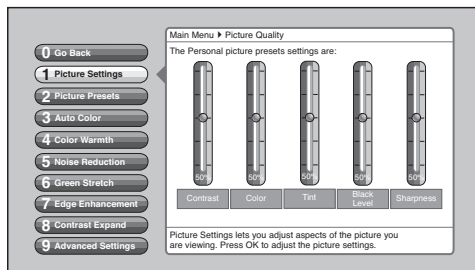 Main Menu ▶ Picture Quality
The Personal picture presets settings are:
0 Go Back
1 Picture Settings
2 Picture Presets
3 Auto Color
4 Color Warmth
5 Noise Reduction
6 Green Stretch
7 Edge Enhancement
8 Contrast Expand
9 Advanced Settings
50% 50% 50% 50% 50%
Contrast Color Tint Black Level Sharpness
Picture Settings lets you adjust aspects of the picture you
are viewing. Press OK to adjust the picture settings.